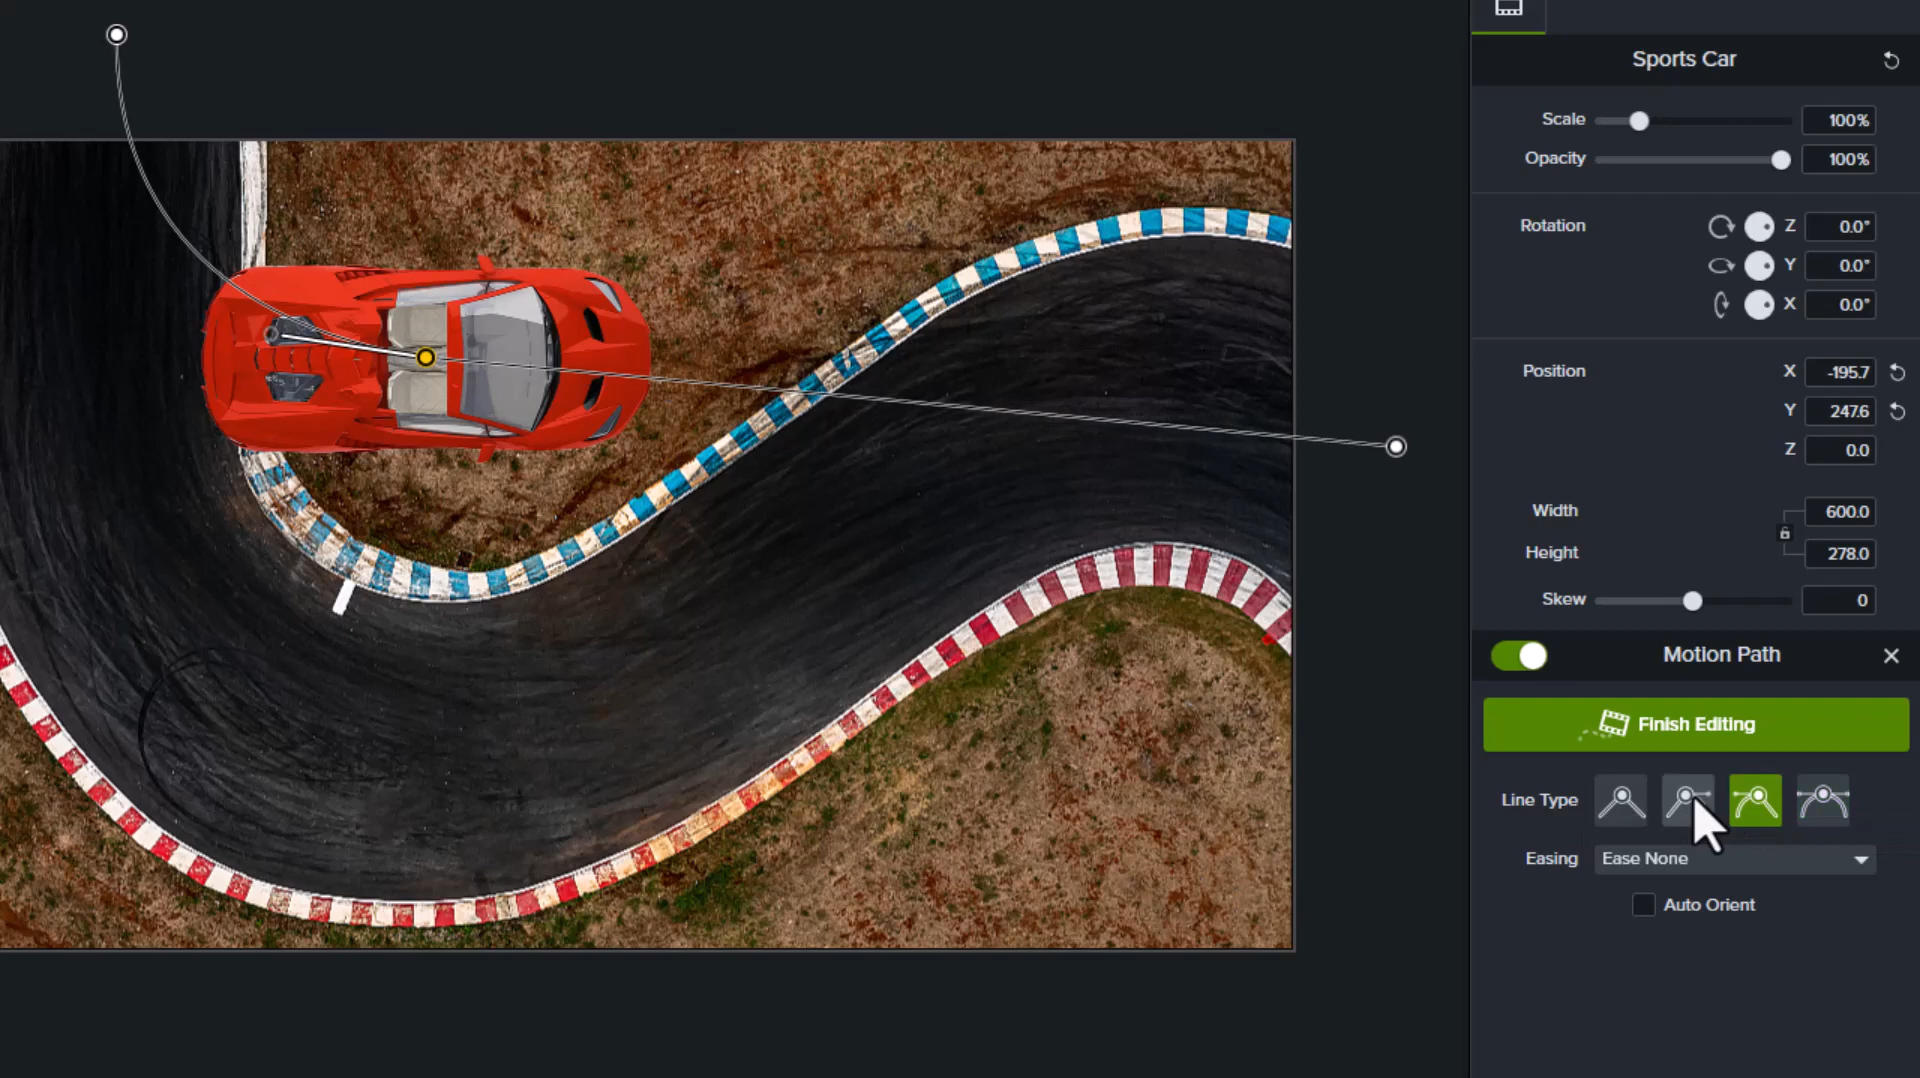 Sports Car
Scale 100%
Opacity 100%
Rotation Z 0.0°
Y 0.0°
X 0.0°
Position X -195.7
Y 247.6
Z 0.0
Width 600.0
Height 278.0
Skew 0
Motion Path
Finish Editing
Line Type
Easing Ease None
Auto Orient